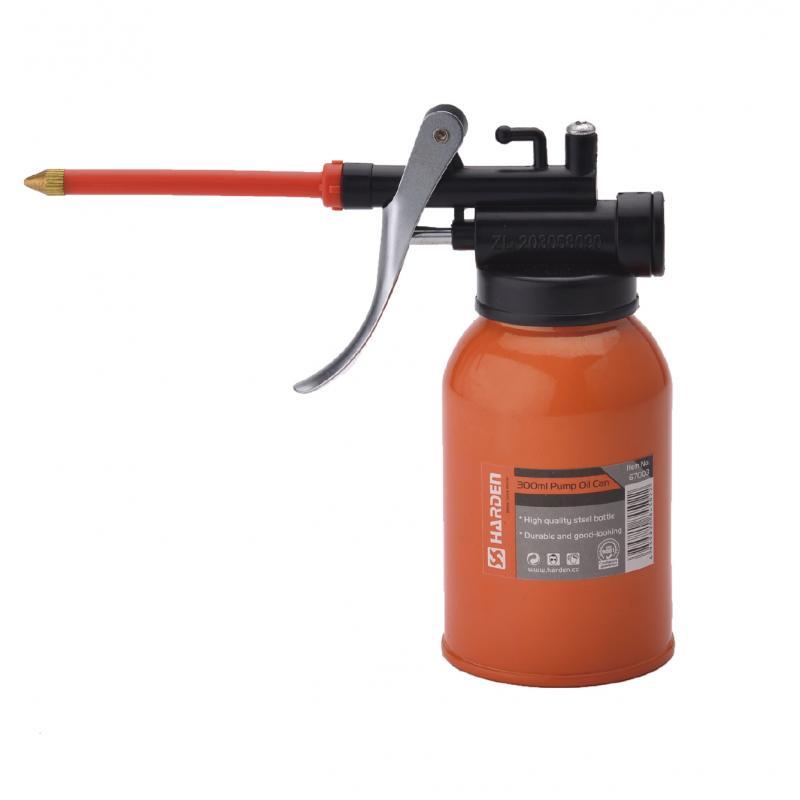 ZL 203058090
HARDEN
300ml Pump Oil Can
Item No.
67002
* High quality steel bottle
* Durable and good-looking
www.harden.cc